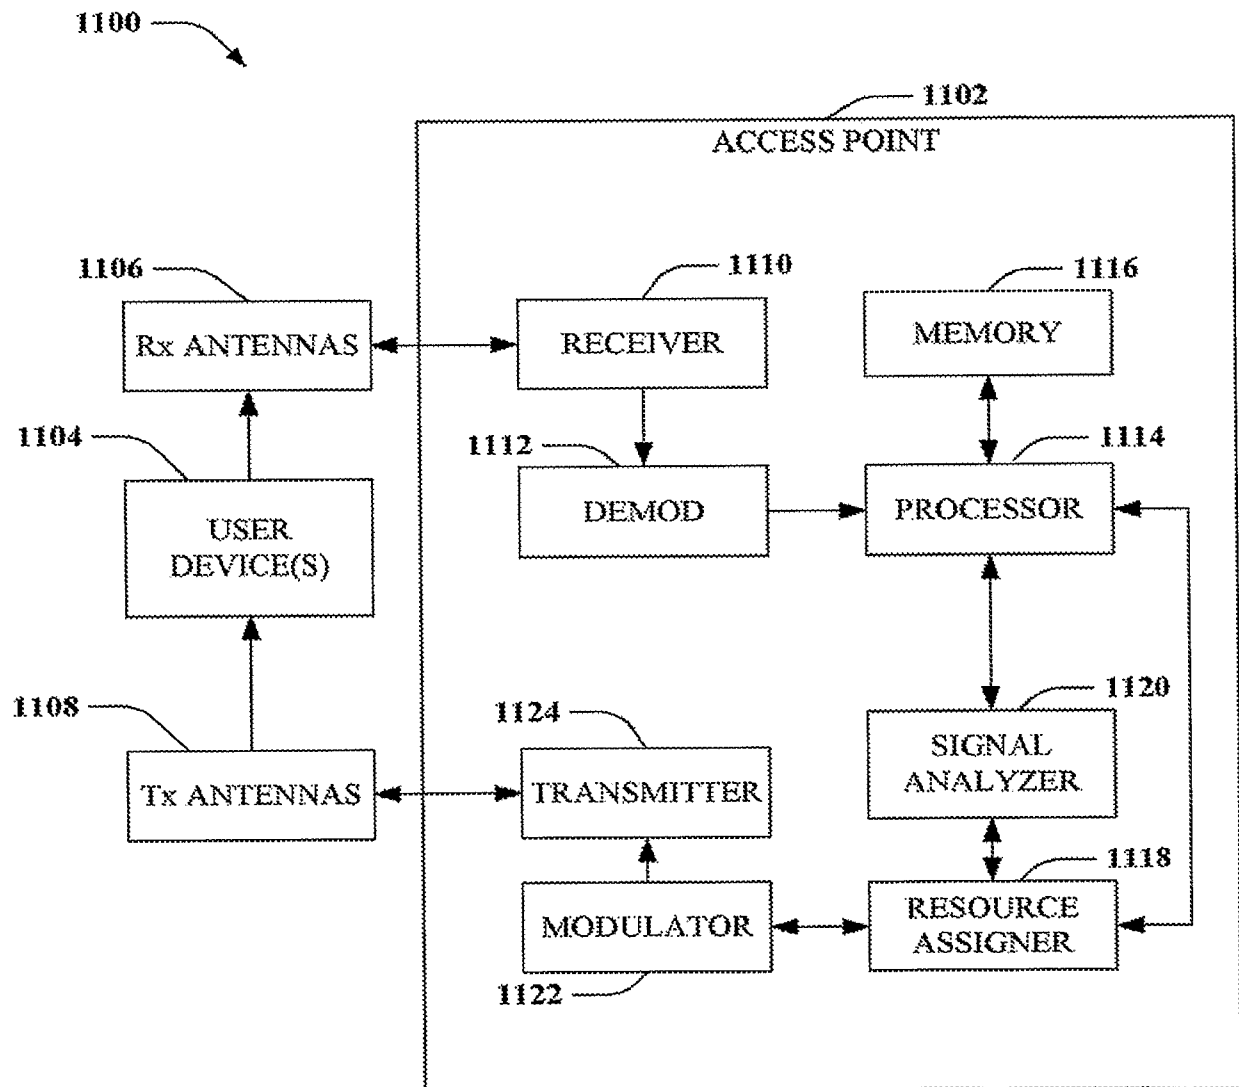 1100
1102
ACCESS POINT
1106
1110
1116
Rx ANTENNAS
RECEIVER
MEMORY
1104
1112
1114
USER
DEVICE(S)
DEMOD
PROCESSOR
1108
1124
1120
Tx ANTENNAS
TRANSMITTER
SIGNAL
ANALYZER
1118
MODULATOR
RESOURCE
ASSIGNER
1122